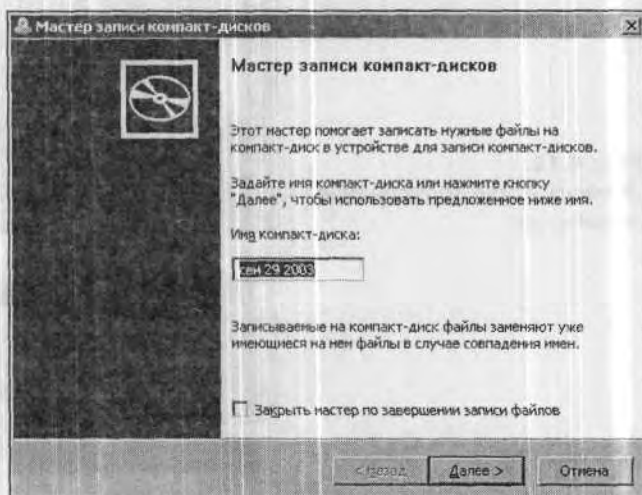 Мастер записи компакт-дисков
Мастер записи компакт-дисков
Этот мастер помогает записать нужные файлы на
компакт-диск в устройстве для записи компакт-дисков.
Задайте имя компакт-диска или нажмите кнопку
"Далее", чтобы использовать предложенное ниже имя.
Имя компакт-диска:
сен 29 2003
Записываемые на компакт-диск файлы заменяют уже
имеющиеся на нем файлы в случае совпадения имен.
Закрыть мастер по завершении записи файлов
< Назад
Далее >
Отмена